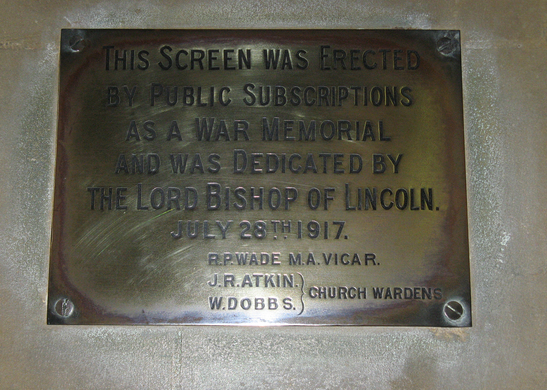 THIS SCREEN WAS ERECTED
BY PUBLIC SUBSCRIPTIONS
AS A WAR MEMORIAL
AND WAS DEDICATED BY
THE LORD BISHOP OF LINCOLN.
JULY 28TH 1917.
R.P.WADE M.A.VICAR.
J.R.ATKIN.
W.DOBBS.
CHURCH WARDENS